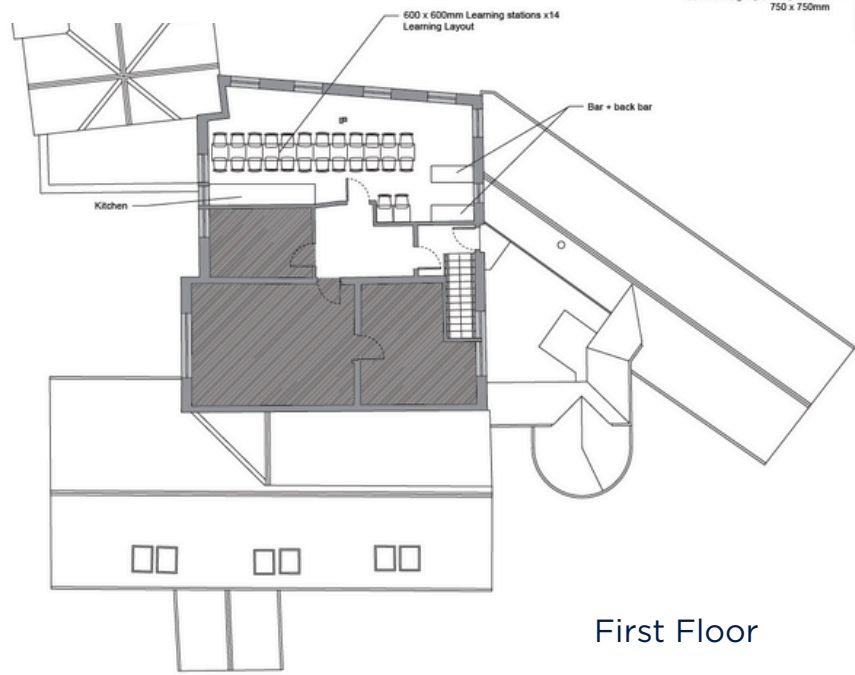 750 x 750mm
600 x 600mm Learning stations x14
Learning Layout
Bar + back bar
Kitchen
First Floor